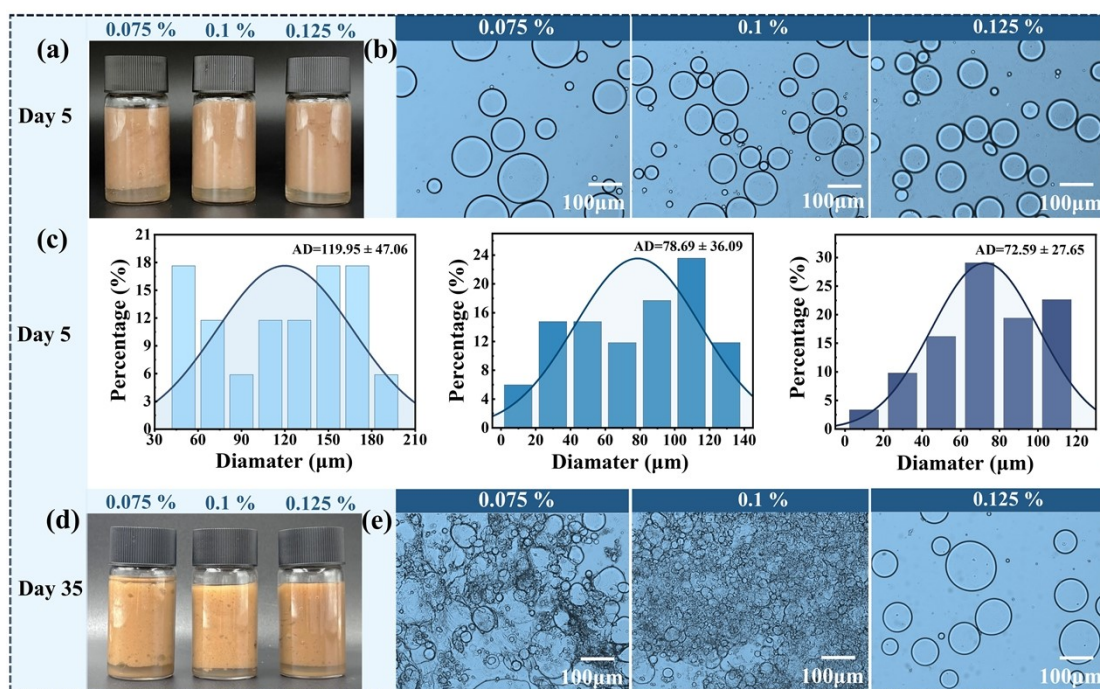 (a)
0.075 % 0.1 % 0.125 %
Day 5
(b)
0.075 % 0.1 % 0.125 %
100μm 100μm 100μm
(c)
Day 5
AD=119.95 ± 47.06
Percentage (%)
21
18
15
12
9
6
3
30 60 90 120 150 180 210
Diamater (μm)
AD=78.69 ± 36.09
Percentage (%)
24
20
16
12
8
4
0
0 20 40 60 80 100 120 140
Diamater (μm)
AD=72.59 ± 27.65
Percentage (%)
30
25
20
15
10
5
0
0 20 40 60 80 100 120
Diamater (μm)
(d)
0.075 % 0.1 % 0.125 %
Day 35
(e)
0.075 % 0.1 % 0.125 %
100μm 100μm 100μm